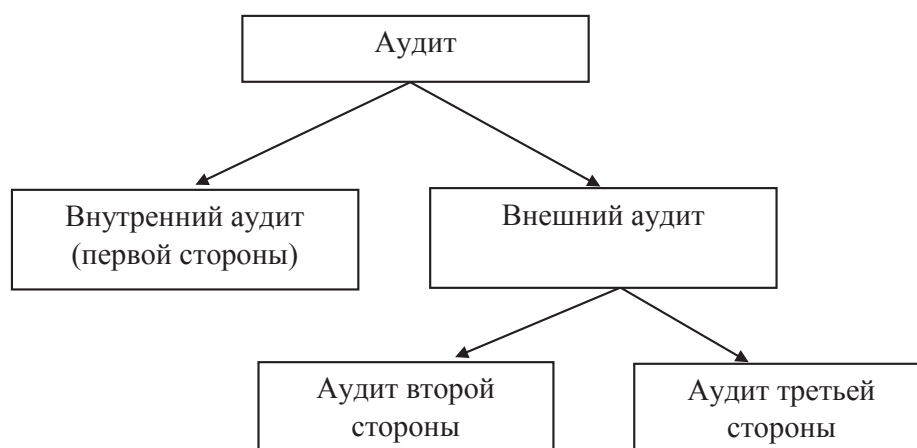 Аудит
Внутренний аудит
(первой стороны)
Внешний аудит
Аудит второй
стороны
Аудит третьей
стороны